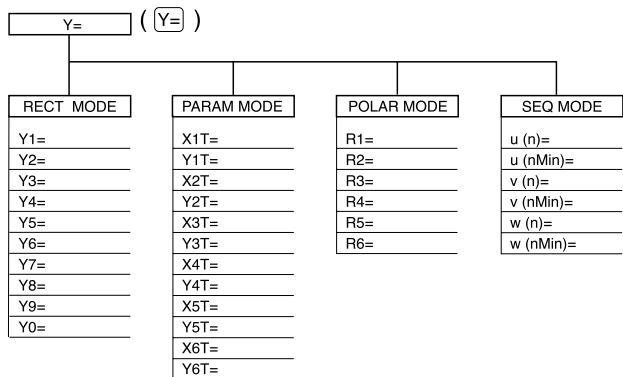 Y=
( Y= )
RECT MODE
Y1=
Y2=
Y3=
Y4=
Y5=
Y6=
Y7=
Y8=
Y9=
Y0=
PARAM MODE
X1T=
Y1T=
X2T=
Y2T=
X3T=
Y3T=
X4T=
Y4T=
X5T=
Y5T=
X6T=
Y6T=
POLAR MODE
R1=
R2=
R3=
R4=
R5=
R6=
SEQ MODE
u (n)=
u (nMin)=
v (n)=
v (nMin)=
w (n)=
w (nMin)=